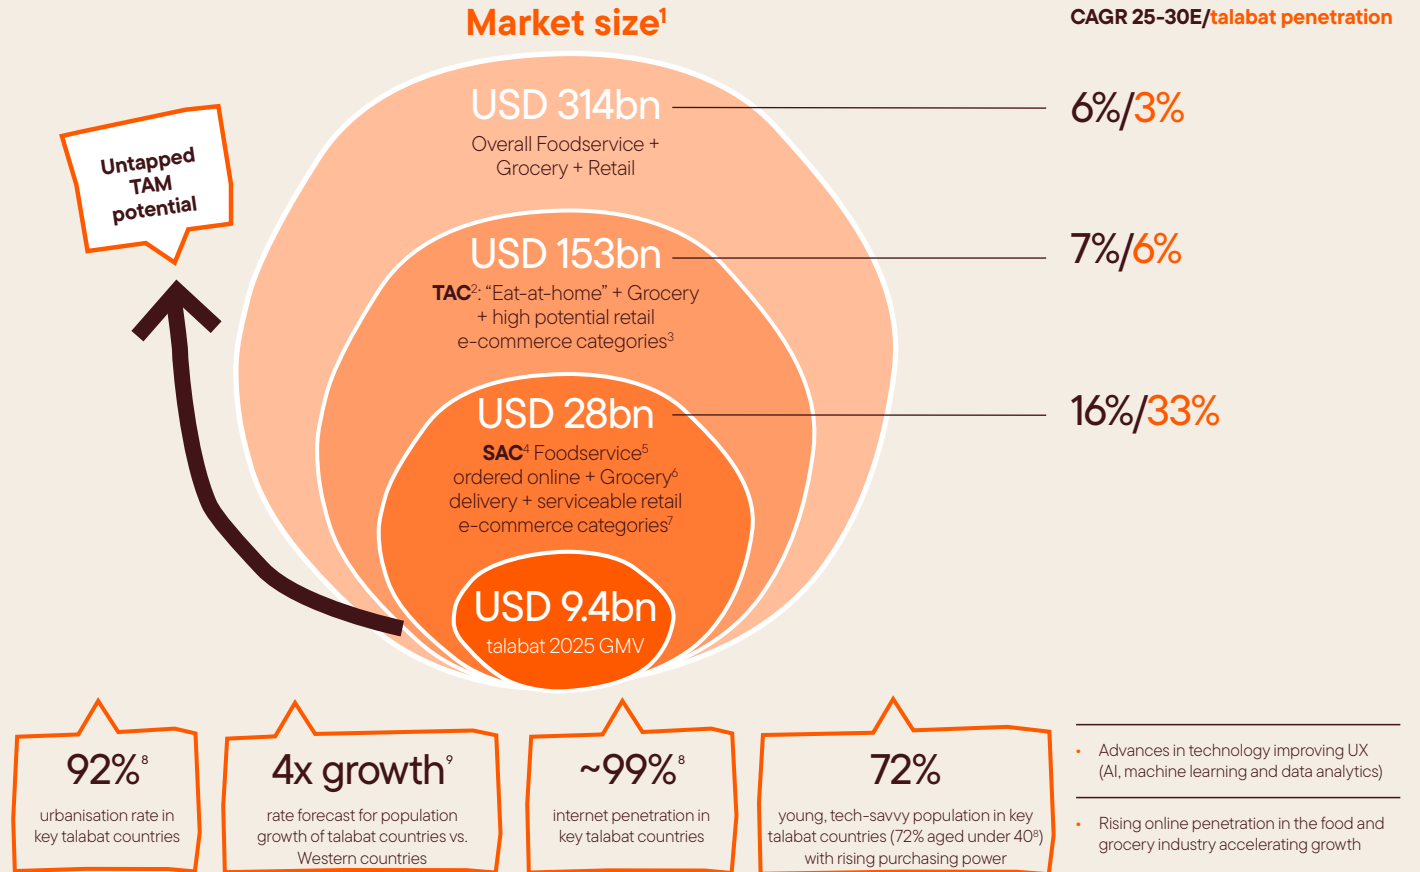 Market size¹
CAGR 25-30E/talabat penetration
Untapped
TAM
potential
USD 314bn
Overall Foodservice +
Grocery + Retail
6%/3%
USD 153bn
TAC²: “Eat-at-home” + Grocery
+ high potential retail
e-commerce categories³
7%/6%
USD 28bn
SAC⁴ Foodservice⁵
ordered online + Grocery⁶
delivery + serviceable retail
e-commerce categories⁷
16%/33%
USD 9.4bn
talabat 2025 GMV
92%⁸
urbanisation rate in
key talabat countries
4x growth⁹
rate forecast for population
growth of talabat countries vs.
Western countries
~99%⁸
internet penetration in
key talabat countries
72%
young, tech-savvy population in key
talabat countries (72% aged under 40⁸)
with rising purchasing power
• Advances in technology improving UX
(AI, machine learning and data analytics)
• Rising online penetration in the food and
grocery industry accelerating growth